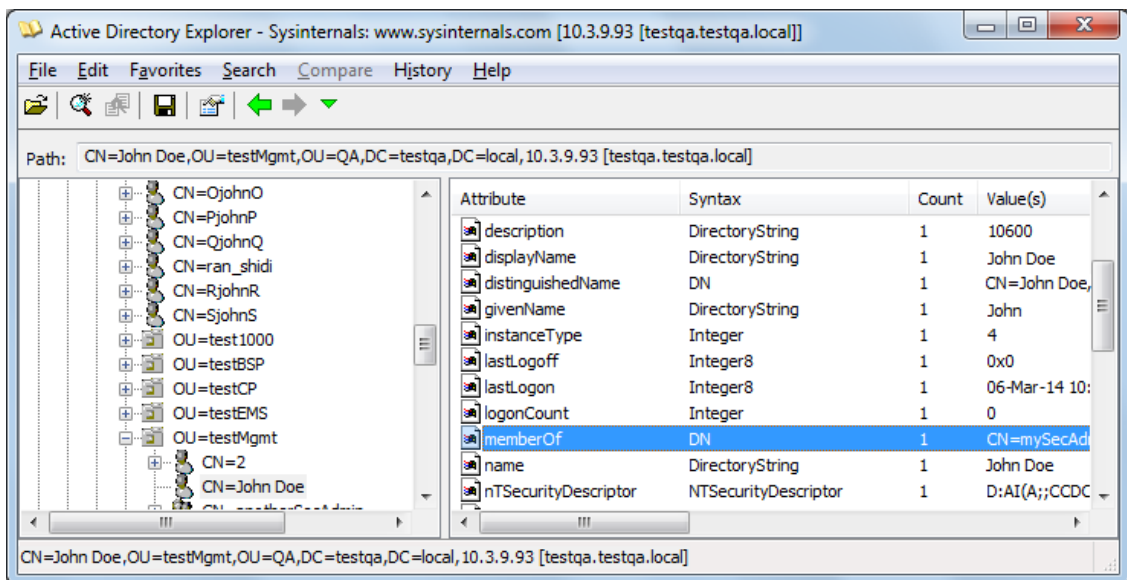 Active Directory Explorer - Sysinternals: www.sysinternals.com [10.3.9.93 [testqa.testqa.local]]
File Edit Favorites Search Compare History Help
Path: CN=John Doe,OU=testMgmt,OU=QA,DC=testqa,DC=local,10.3.9.93 [testqa.testqa.local]
CN=OjohnO
CN=PjohnP
CN=QjohnQ
CN=ran_shidi
CN=RjohnR
CN=SjohnS
OU=test1000
OU=testBSP
OU=testCP
OU=testEMS
OU=testMgmt
CN=2
CN=John Doe
Attribute Syntax Count Value(s)
description DirectoryString 1 10600
displayName DirectoryString 1 John Doe
distinguishedName DN 1 CN=John Doe,
givenName DirectoryString 1 John
instanceType Integer 1 4
lastLogoff Integer8 1 0x0
lastLogon Integer8 1 06-Mar-14 10:
logonCount Integer 1 0
memberOf DN 1 CN=mySecAd
name DirectoryString 1 John Doe
nTSecurityDescriptor NTSecurityDescriptor 1 D:AI(A;;CCDC
CN=John Doe,OU=testMgmt,OU=QA,DC=testqa,DC=local,10.3.9.93 [testqa.testqa.local]